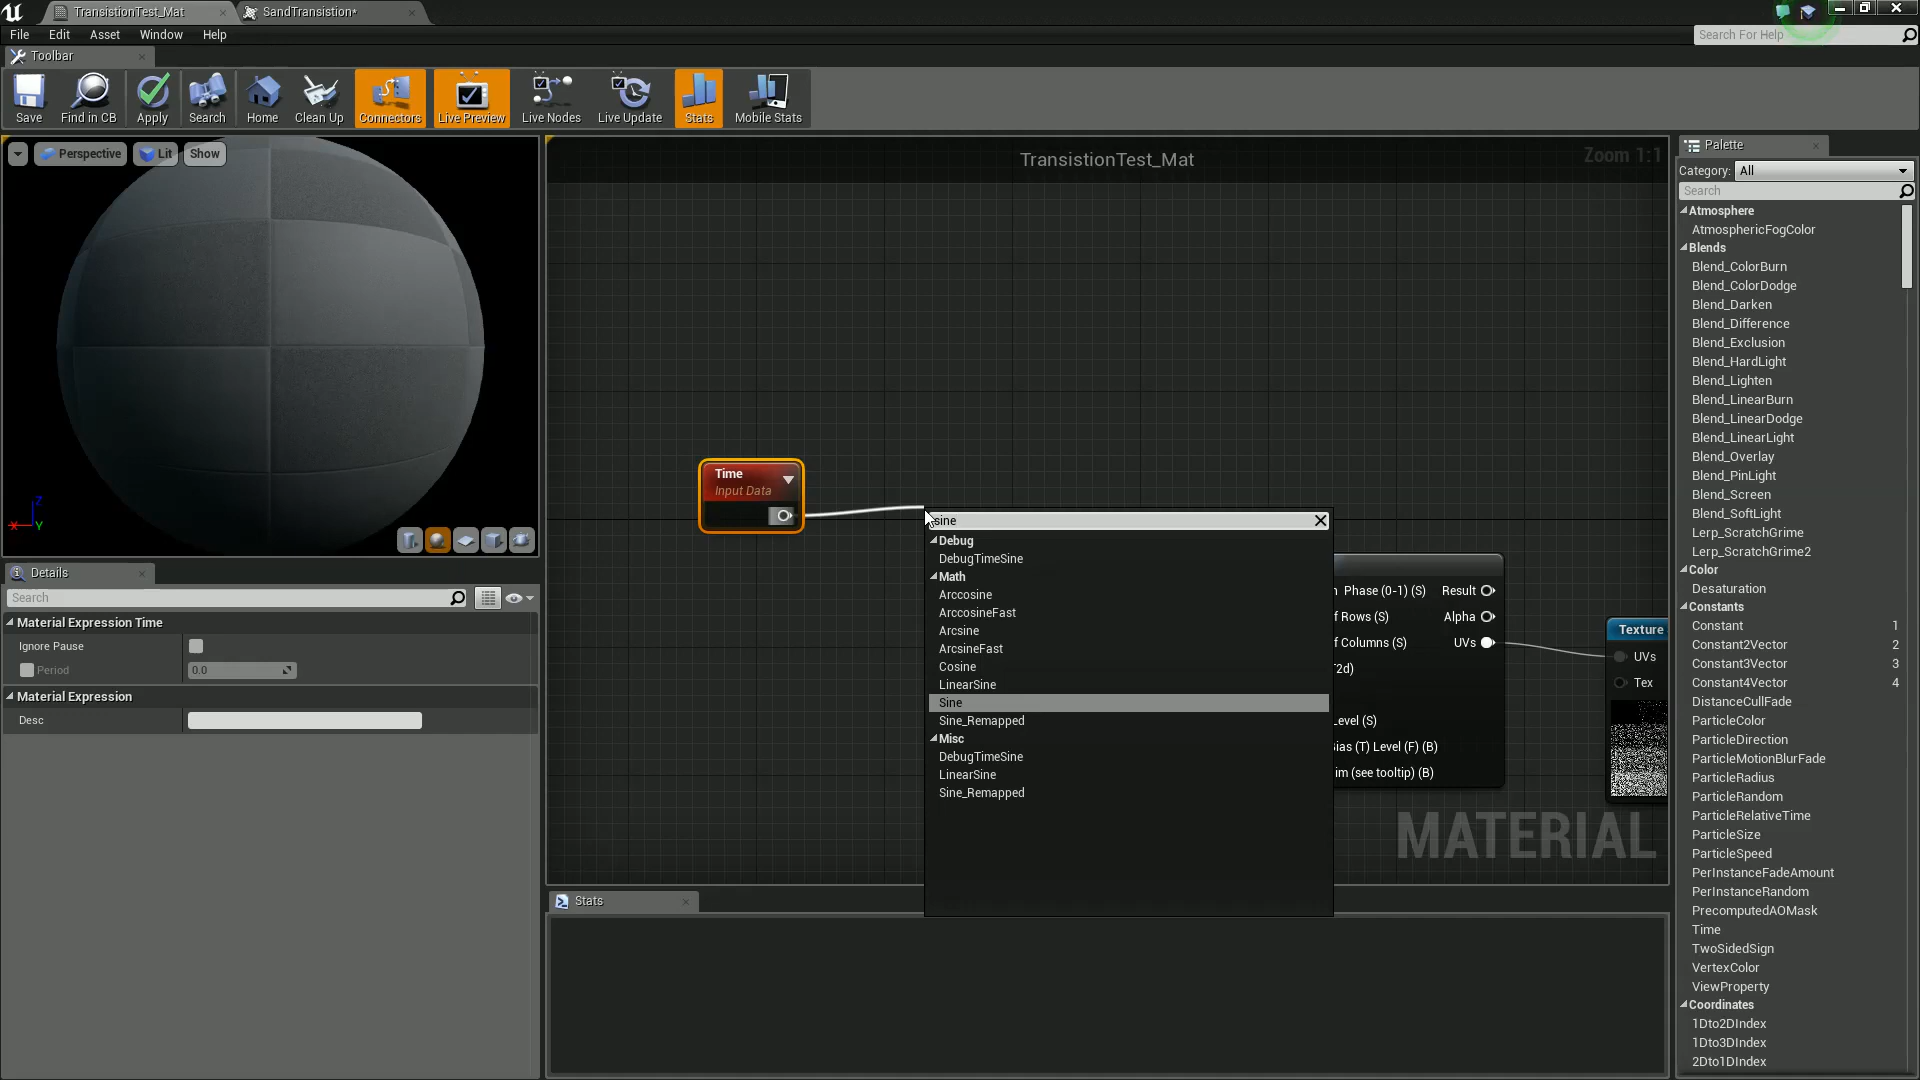 TransistionTest_Mat
SandTransistion*
File Edit Asset Window Help
Search For Help
Toolbar
Save
Find in CB
Apply
Search
Home
Clean Up
Connectors
Live Preview
Live Nodes
Live Update
Stats
Mobile Stats
Perspective
Lit
Show
Z
X
Y
Details
Search
Material Expression Time
Ignore Pause
Period 0.0
Material Expression
Desc
TransistionTest_Mat
Zoom 1:1
Time
Input Data
sine
Debug
DebugTimeSine
Math
Arccosine
ArccosineFast
Arcsine
ArcsineFast
Cosine
LinearSine
Sine
Sine_Remapped
Misc
DebugTimeSine
LinearSine
Sine_Remapped
Phase (0-1) (S) Result
f Rows (S) Alpha
f Columns (S) UVs
2d)
Level (S)
ias (T) Level (F) (B)
im (see tooltip) (B)
Texture
UVs
Tex
MATERIAL
Stats
Palette
Category: All
Search
Atmosphere
AtmosphericFogColor
Blends
Blend_ColorBurn
Blend_ColorDodge
Blend_Darken
Blend_Difference
Blend_Exclusion
Blend_HardLight
Blend_Lighten
Blend_LinearBurn
Blend_LinearDodge
Blend_LinearLight
Blend_Overlay
Blend_PinLight
Blend_Screen
Blend_SoftLight
Lerp_ScratchGrime
Lerp_ScratchGrime2
Color
Desaturation
Constants
Constant 1
Constant2Vector 2
Constant3Vector 3
Constant4Vector 4
DistanceCullFade
ParticleColor
ParticleDirection
ParticleMotionBlurFade
ParticleRadius
ParticleRandom
ParticleRelativeTime
ParticleSize
ParticleSpeed
PerInstanceFadeAmount
PerInstanceRandom
PrecomputedAOMask
Time
TwoSidedSign
VertexColor
ViewProperty
Coordinates
1Dto2DIndex
1Dto3DIndex
2Dto1DIndex